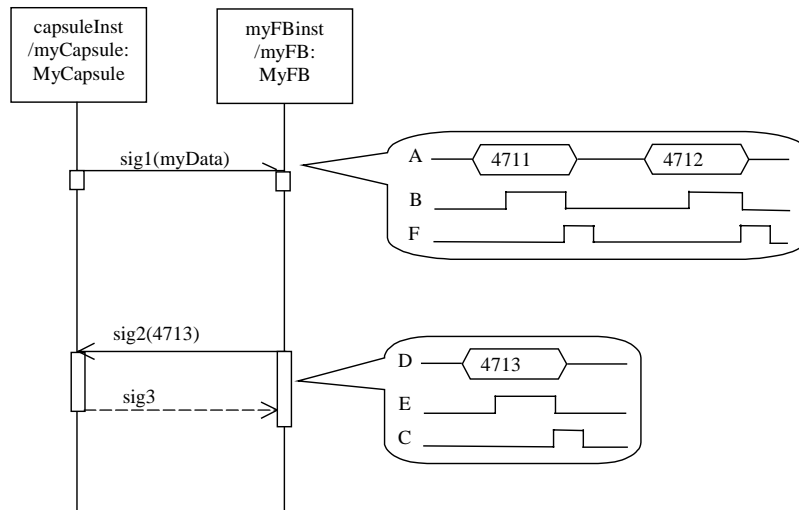 capsuleInst
/myCapsule:
MyCapsule
myFBinst
/myFB:
MyFB
sig1(myData)
A
4711
4712
B
F
sig2(4713)
D
4713
sig3
E
C